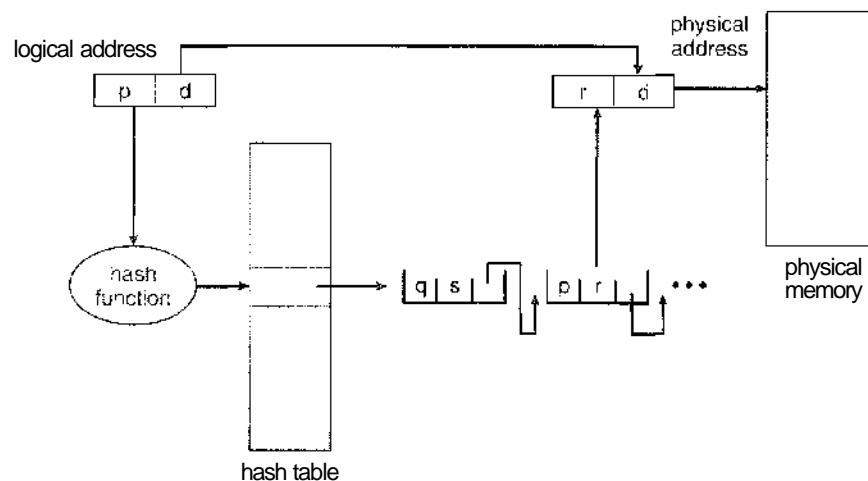 logical address
physical
address
p d
r d
hash
function
q s
p r
•••
physical
memory
hash table